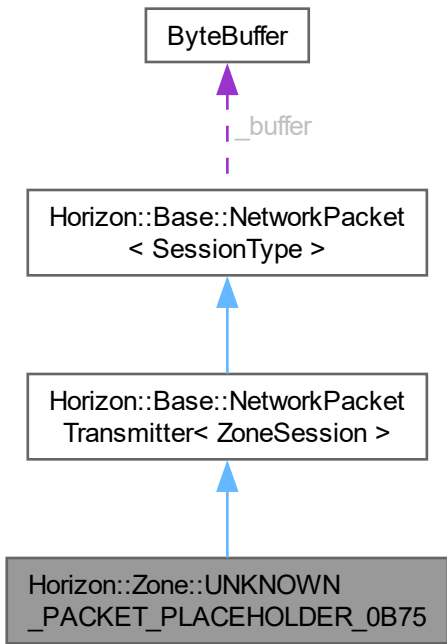 ByteBuffer
_buffer
Horizon::Base::NetworkPacket
< SessionType >
Horizon::Base::NetworkPacket
Transmitter< ZoneSession >
Horizon::Zone::UNKNOWN
_PACKET_PLACEHOLDER_0B75